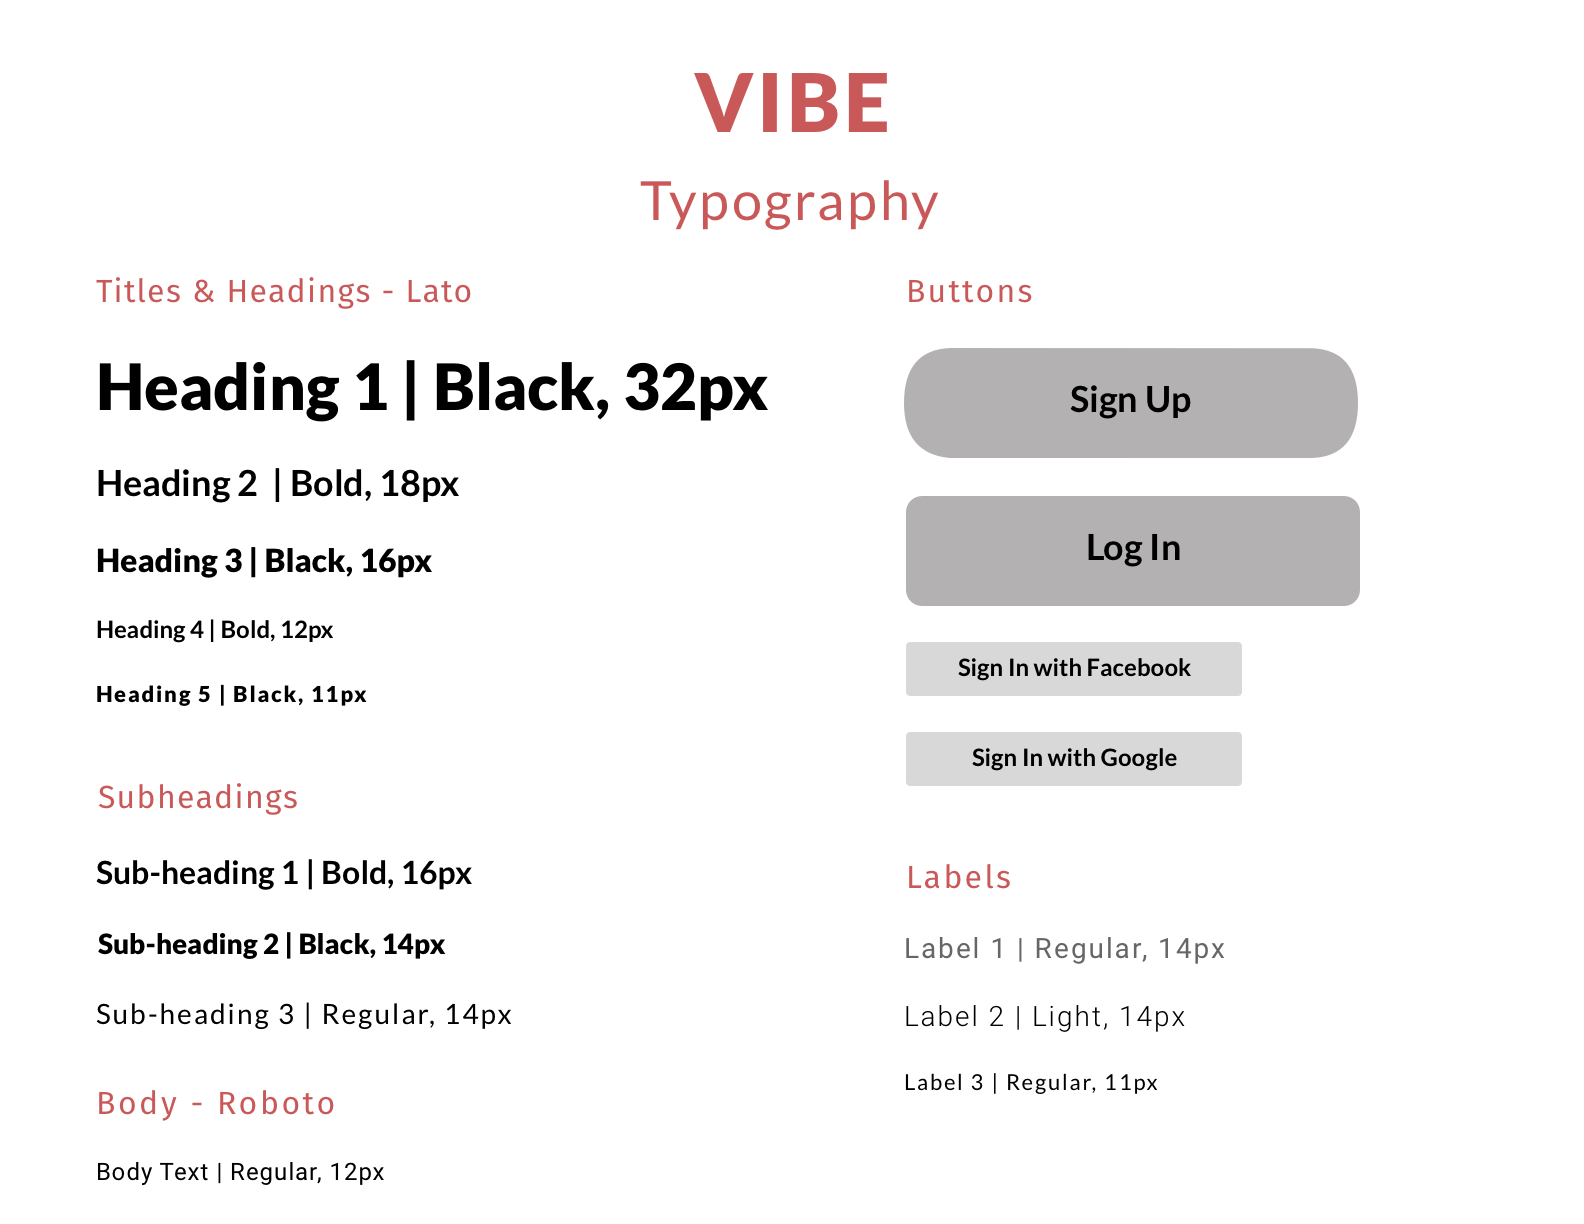 VIBE
Typography
Titles & Headings - Lato
Heading 1 | Black, 32px
Heading 2  | Bold, 18px
Heading 3 | Black, 16px
Heading 4 | Bold, 12px
Heading 5 | Black, 11px
Subheadings
Sub-heading 1 | Bold, 16px
Sub-heading 2 | Black, 14px
Sub-heading 3 | Regular, 14px
Body - Roboto
Body Text | Regular, 12px
Buttons
Sign Up
Log In
Sign In with Facebook
Sign In with Google
Labels
Label 1 | Regular, 14px
Label 2 | Light, 14px
Label 3 | Regular, 11px